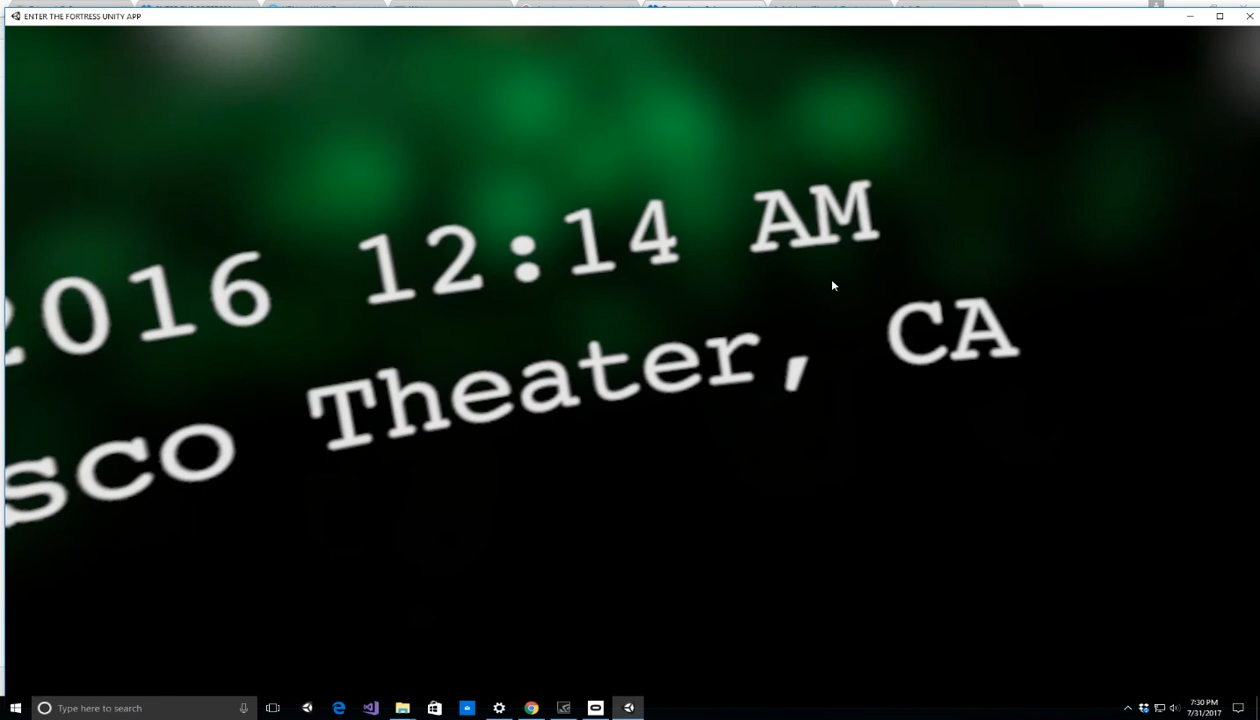 ENTER THE FORTRESS UNITY APP
2016 12:14 AM
sco Theater, CA
Type here to search
7:30 PM
7/31/2017